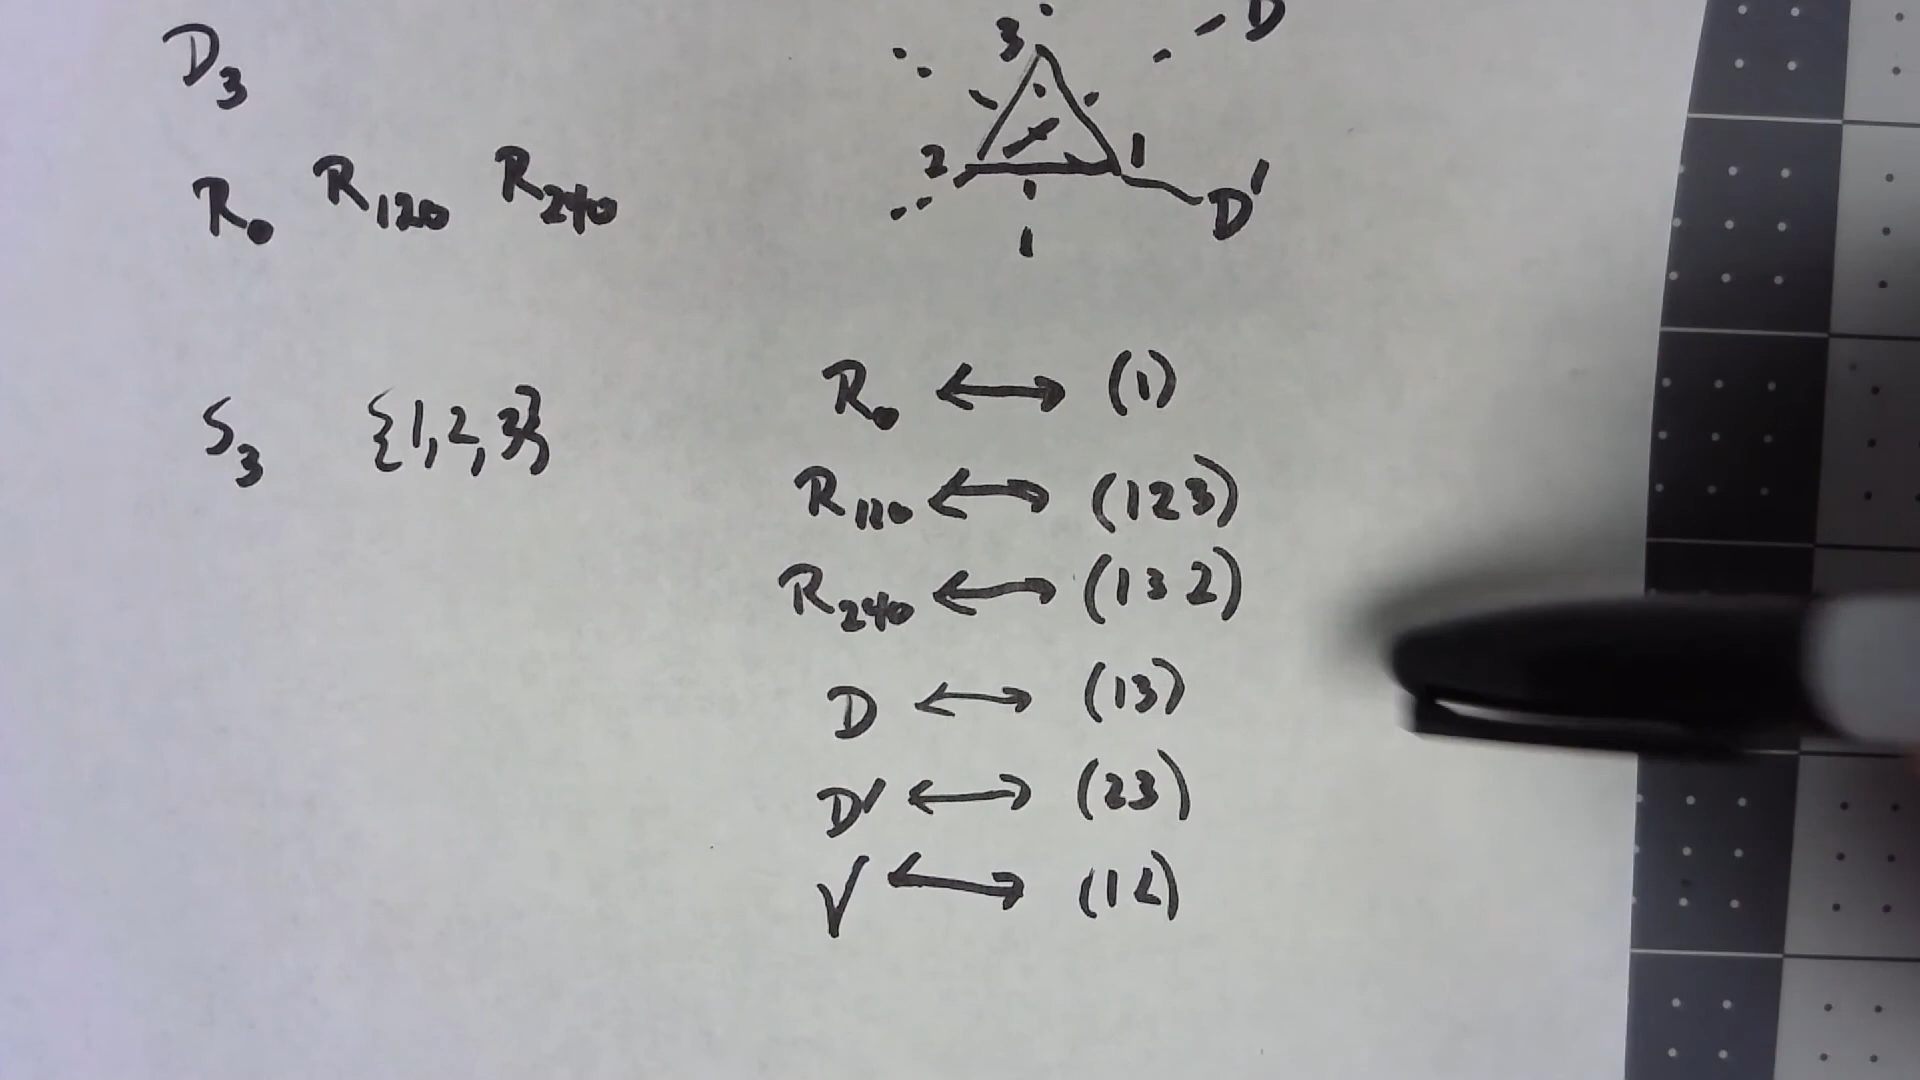 D₃
3 D
2 1
D'
R₀ R₁₂₀ R₂₄₀
S₃ {1,2,3}
R₀ ↔ (1)
R₁₂₀ ↔ (123)
R₂₄₀ ↔ (132)
D ↔ (13)
D' ↔ (23)
V ↔ (12)